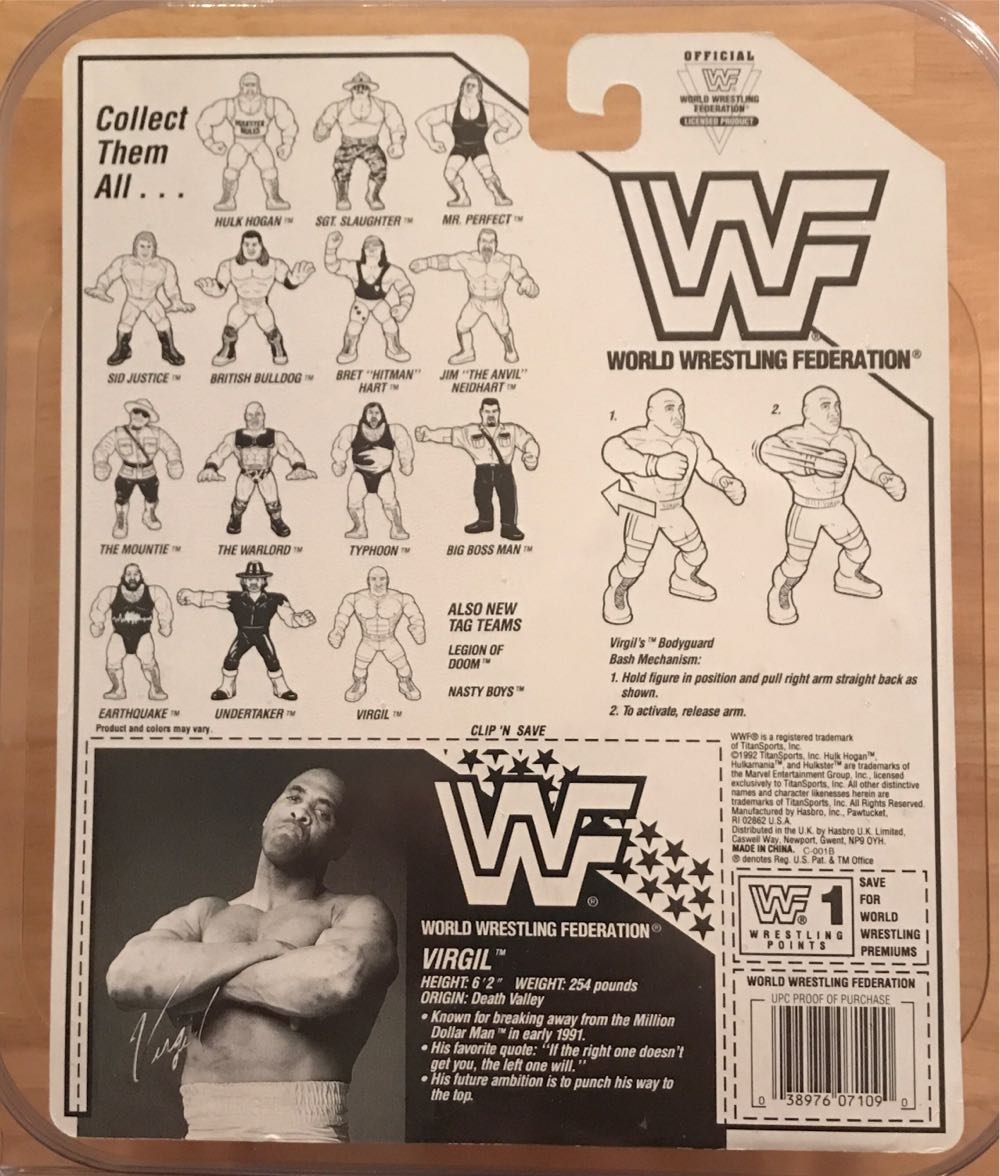 Collect
Them
All . . .
HULKSTER
RULES
HULK HOGAN™
SGT. SLAUGHTER™
MR. PERFECT™
SID JUSTICE™
BRITISH BULLDOG™
BRET "HITMAN"
HART™
JIM "THE ANVIL"
NEIDHART™
THE MOUNTIE™
THE WARLORD™
TYPHOON™
BIG BOSS MAN™
EARTHQUAKE™
UNDERTAKER™
VIRGIL™
ALSO NEW
TAG TEAMS
LEGION OF
DOOM™
NASTY BOYS™
Product and colors may vary.
OFFICIAL
WF
WORLD WRESTLING
FEDERATION
LICENSED PRODUCT
WF®
WORLD WRESTLING FEDERATION®
1.
2.
Virgil's™ Bodyguard
Bash Mechanism:
1. Hold figure in position and pull right arm straight back as
shown.
2. To activate, release arm.
CLIP 'N SAVE
WF®
WORLD WRESTLING FEDERATION®
VIRGIL™
HEIGHT: 6'2" WEIGHT: 254 pounds
ORIGIN: Death Valley
• Known for breaking away from the Million
Dollar Man™ in early 1991.
• His favorite quote: "If the right one doesn't
get you, the left one will."
• His future ambition is to punch his way to
the top.
Virgil
WWF® is a registered trademark
of TitanSports, Inc.
©1992 TitanSports, Inc. Hulk Hogan™,
Hulkamania™, and Hulkster™ are trademarks of
the Marvel Entertainment Group, Inc., licensed
exclusively to TitanSports, Inc. All other distinctive
names and character likenesses herein are
trademarks of TitanSports, Inc. All Rights Reserved.
Manufactured by Hasbro, Inc., Pawtucket,
RI 02862 U.S.A.
Distributed in the U.K. by Hasbro U.K. Limited,
Caswell Way, Newport, Gwent, NP9 0YH.
MADE IN CHINA. C-001B
® denotes Reg. U.S. Pat. & TM Office
WF® 1
WRESTLING
POINTS
SAVE
FOR
WORLD
WRESTLING
PREMIUMS
WORLD WRESTLING FEDERATION
UPC PROOF OF PURCHASE
0 38976 07109 0